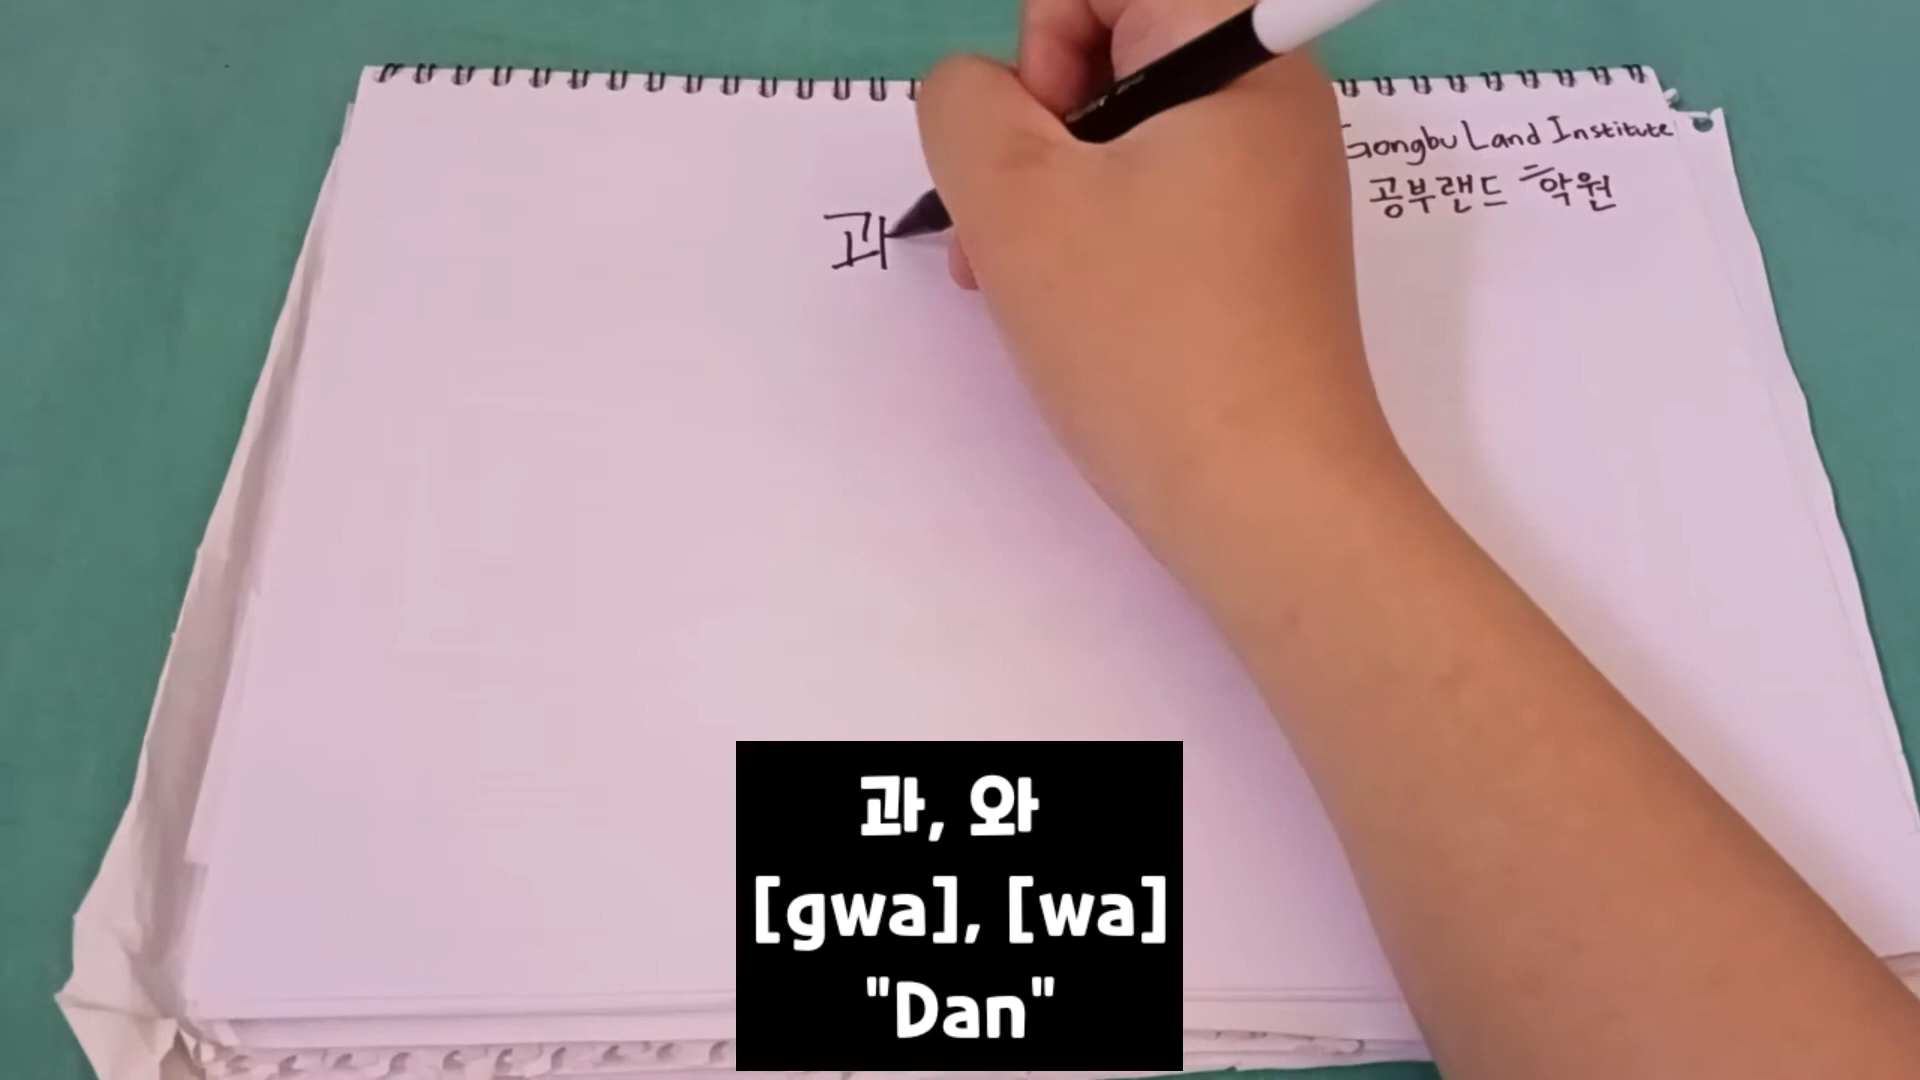 Gongbu Land Institute
공부랜드 학원
과
과, 와
[gwa], [wa]
"Dan"